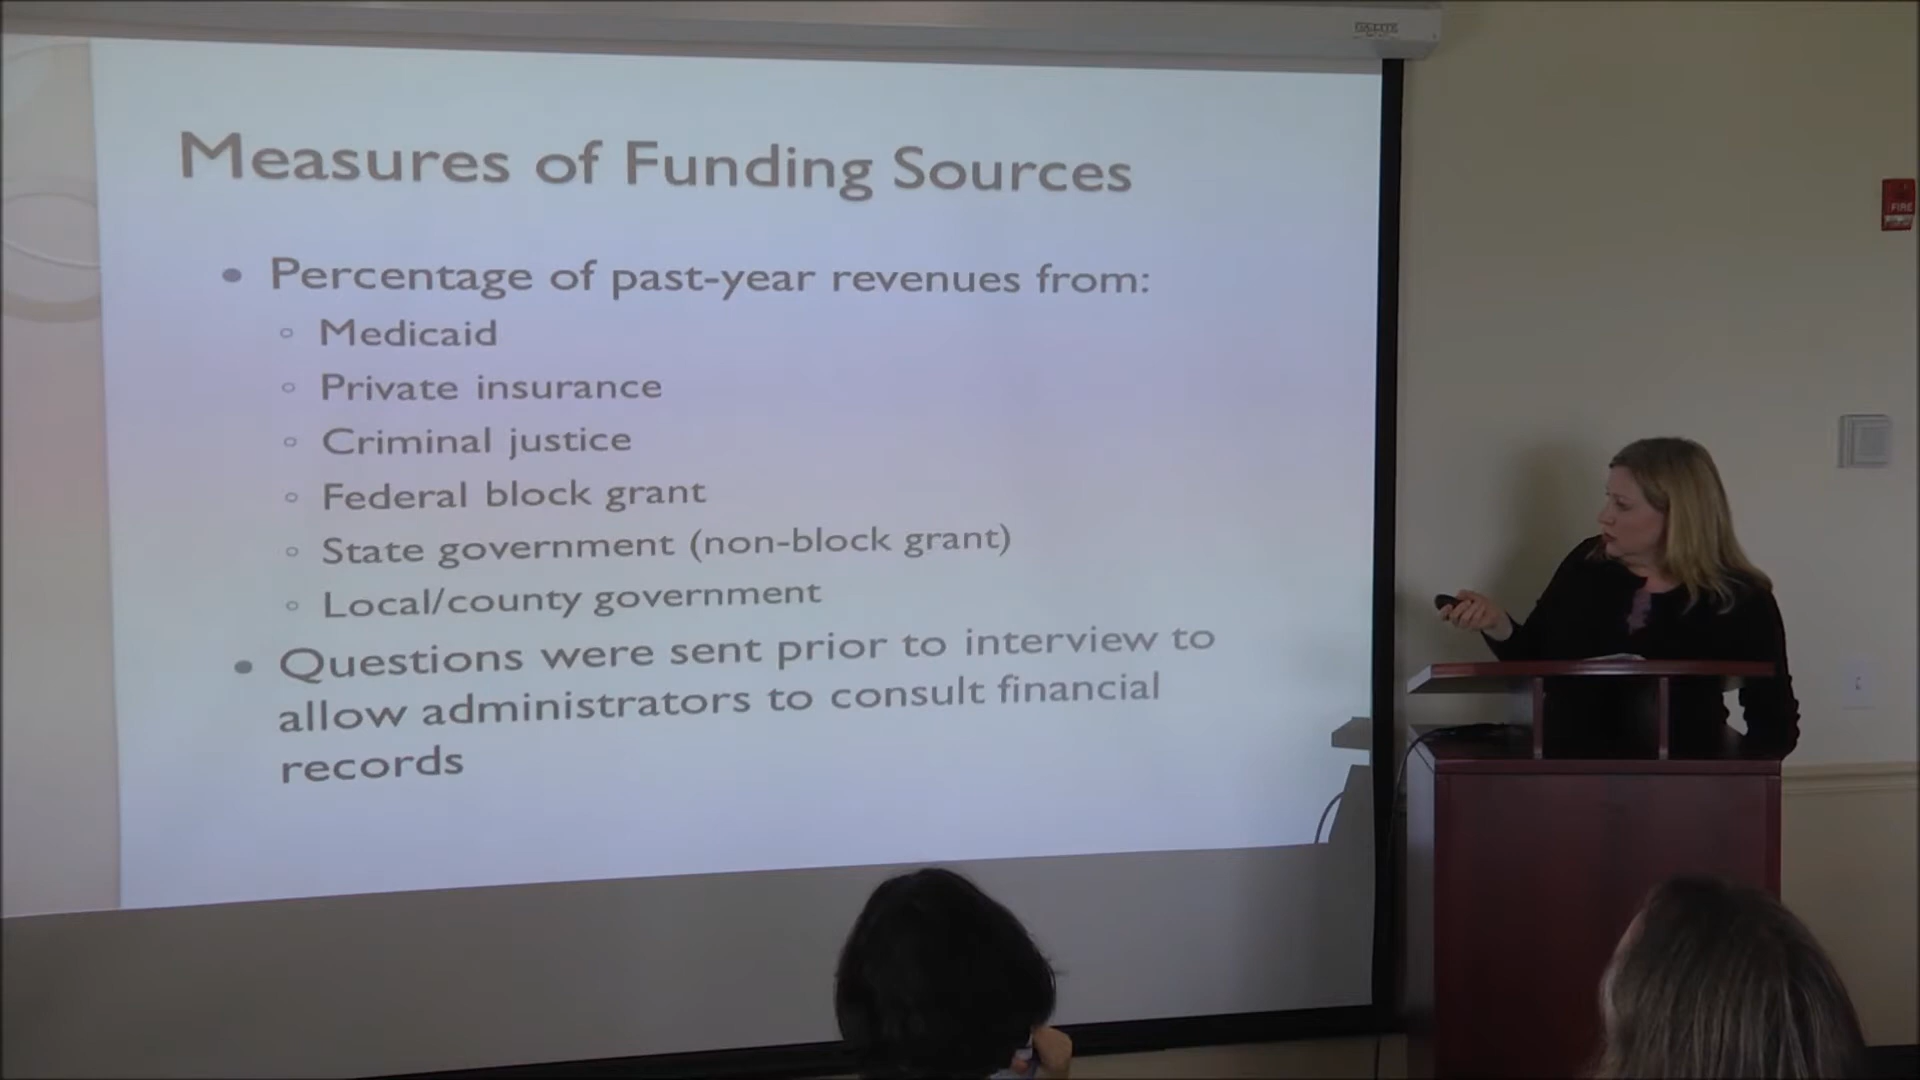 Measures of Funding Sources
• Percentage of past-year revenues from:
◦ Medicaid
◦ Private insurance
◦ Criminal justice
◦ Federal block grant
◦ State government (non-block grant)
◦ Local/county government
• Questions were sent prior to interview to
allow administrators to consult financial
records
FIRE